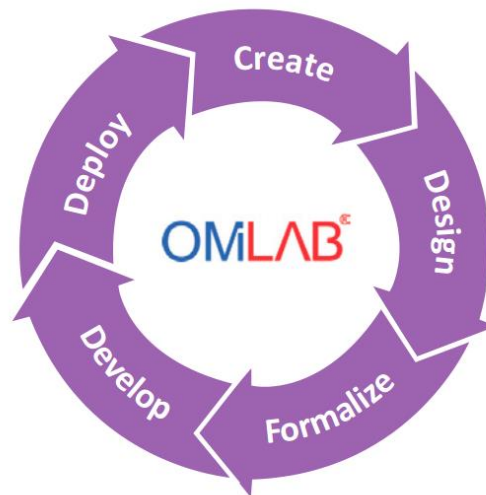 Create
Design
Formalize
Develop
Deploy
OMiLAB